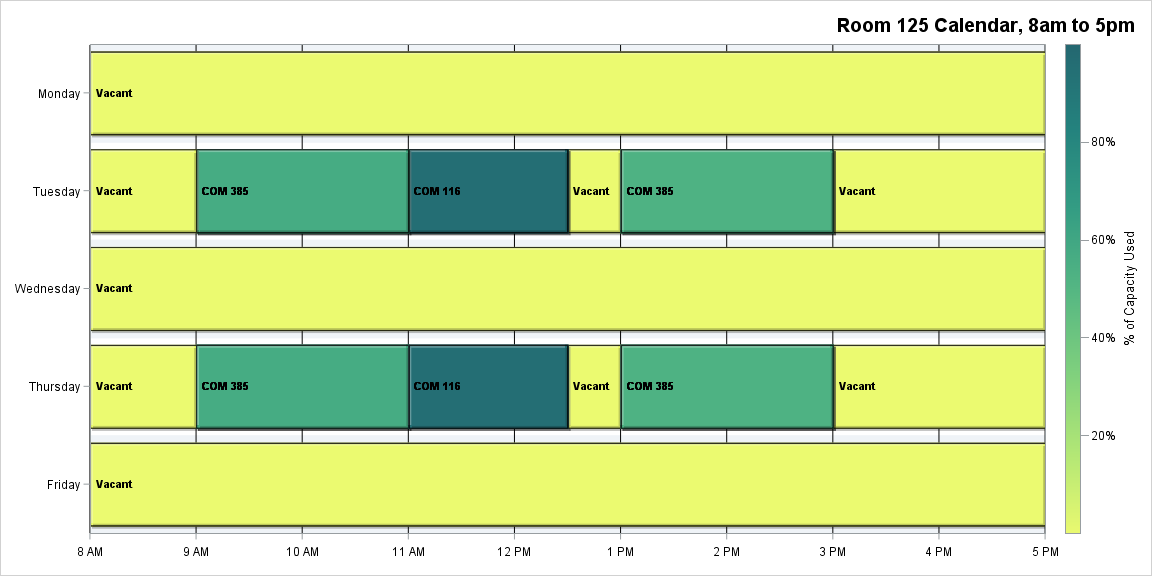 Room 125 Calendar, 8am to 5pm
Monday
Vacant
Tuesday
Vacant
COM 385
COM 116
Vacant
COM 385
Vacant
Wednesday
Vacant
Thursday
Vacant
COM 385
COM 116
Vacant
COM 385
Vacant
Friday
Vacant
8 AM
9 AM
10 AM
11 AM
12 PM
1 PM
2 PM
3 PM
4 PM
5 PM
80%
60%
40%
20%
% of Capacity Used